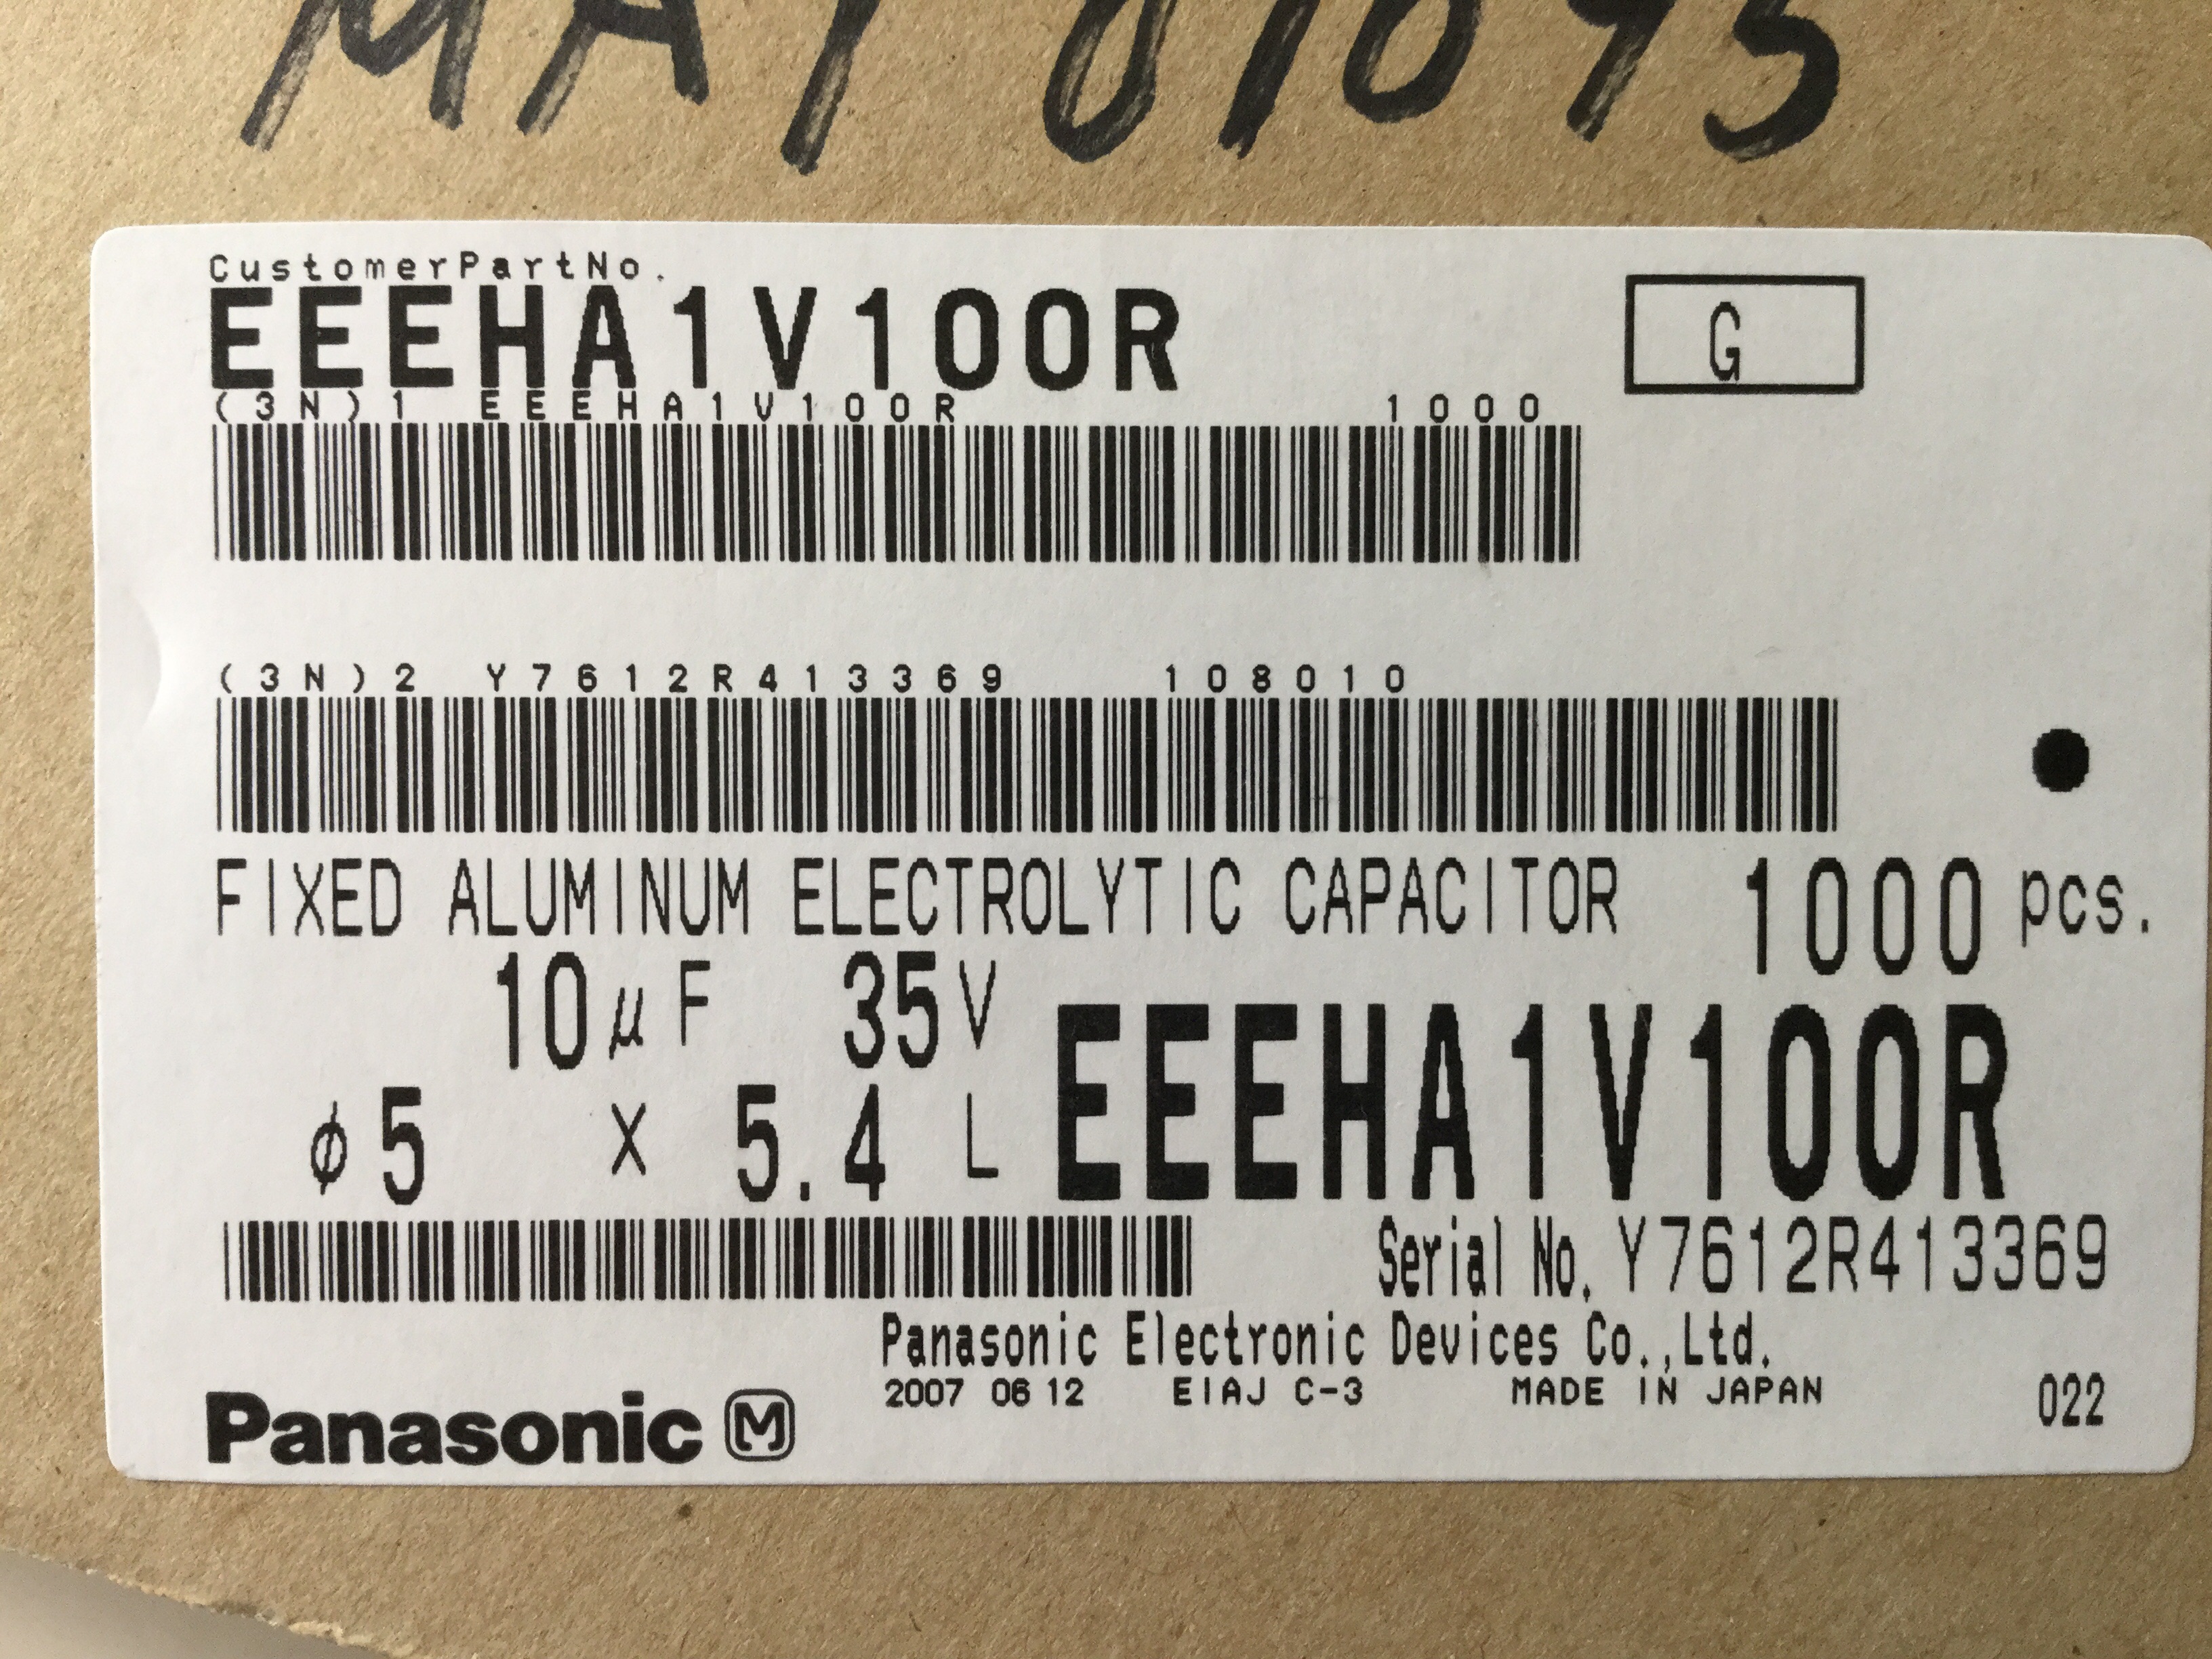 MAT 01095
CustomerPartNo.
EEEHA1V100R
G
(3N)1 EEEHA1V100R 1000
(3N)2 Y7612R413369 108010
FIXED ALUMINUM ELECTROLYTIC CAPACITOR 1000 pcs.
10μF 35V
EEEHA1V100R
φ5 X 5.4 L
Serial No. Y7612R413369
Panasonic Electronic Devices Co.,Ltd.
2007 06 12 EIAJ C-3 MADE IN JAPAN 022
Panasonic M